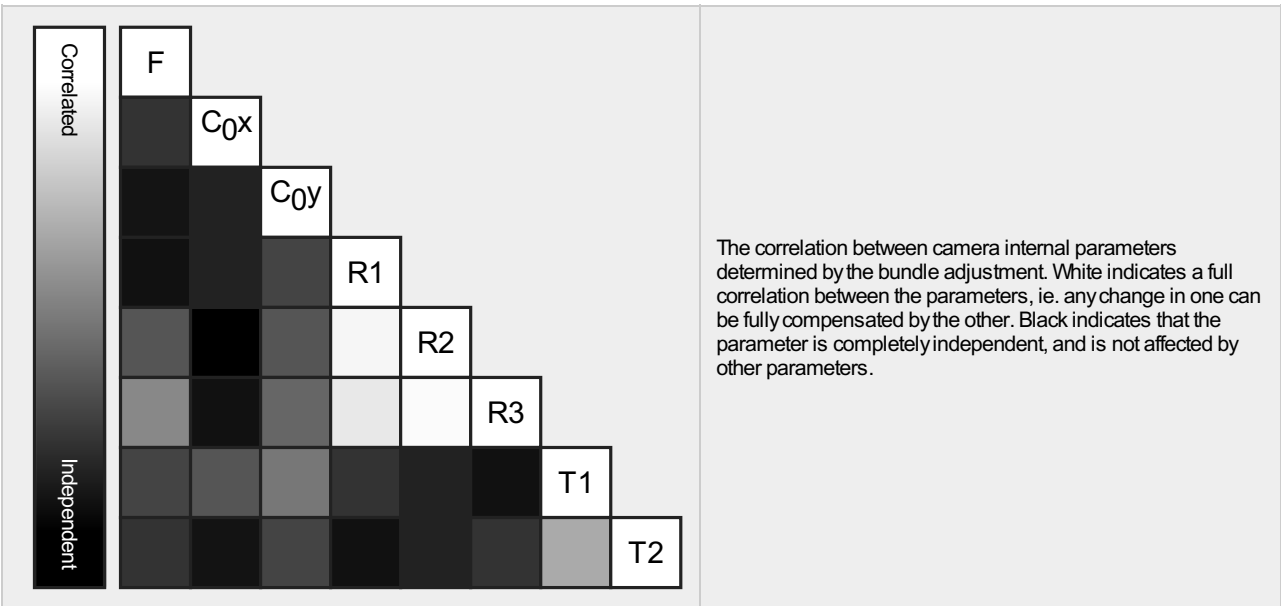 Correlated
Independent
F
C0x
C0y
R1
R2
R3
T1
T2
The correlation between camera internal parameters
determined by the bundle adjustment. White indicates a full
correlation between the parameters, ie. any change in one can
be fully compensated by the other. Black indicates that the
parameter is completely independent, and is not affected by
other parameters.